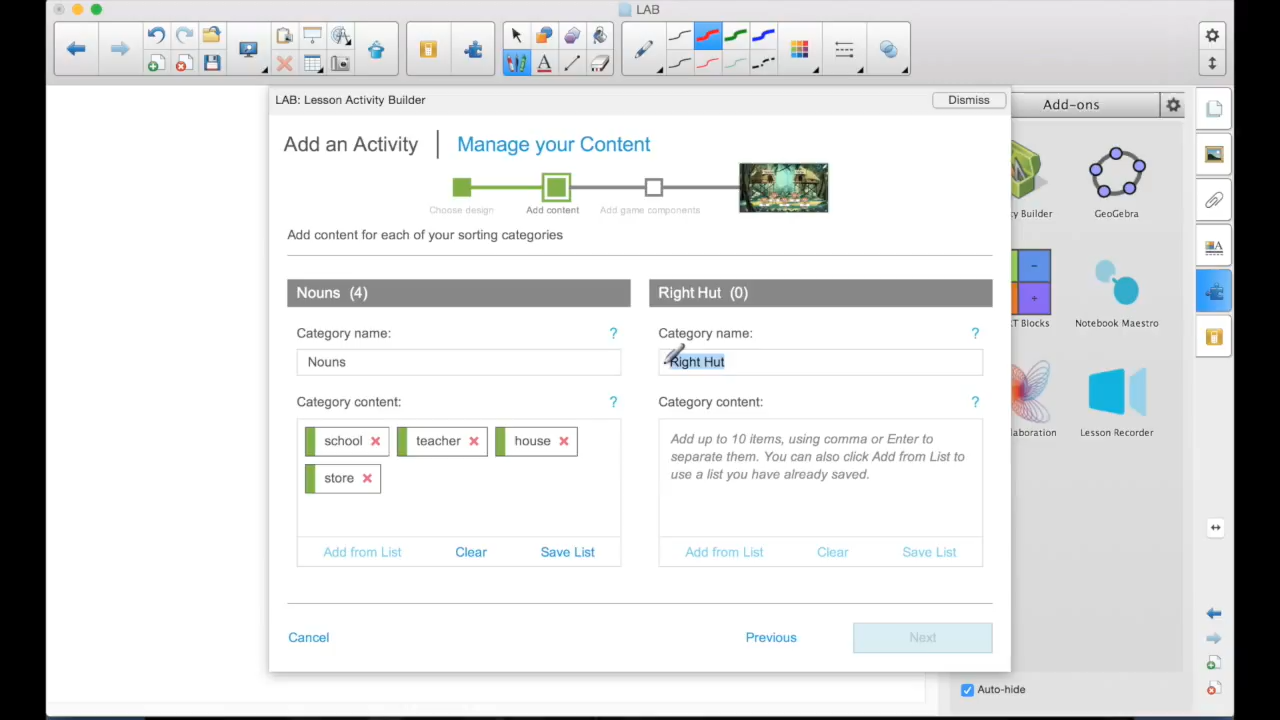 LAB
LAB: Lesson Activity Builder
Dismiss
Add-ons
Add an Activity
Manage your Content
Choose design
Add content
Add game components
Add content for each of your sorting categories
Nouns (4)
Right Hut (0)
Category name:
?
Category name:
?
Nouns
Right Hut
Category content:
?
Category content:
?
school
teacher
house
store
Add up to 10 items, using comma or Enter to
separate them. You can also click Add from List to
use a list you have already saved.
Add from List
Clear
Save List
Add from List
Clear
Save List
Cancel
Previous
Next
y Builder
GeoGebra
T Blocks
Notebook Maestro
laboration
Lesson Recorder
Auto-hide